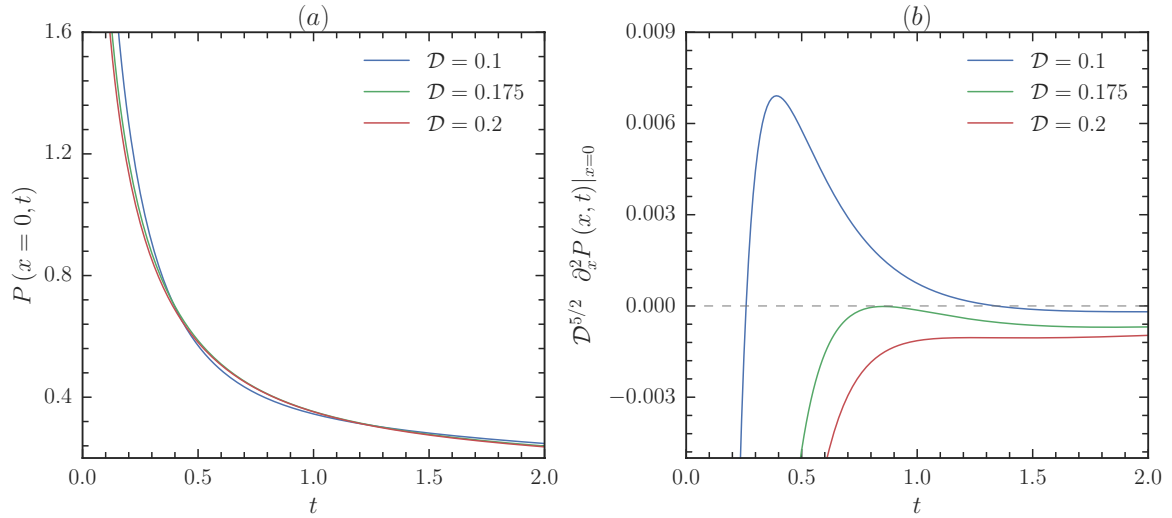 (a)
1.6
1.2
0.8
0.4
P (x = 0, t)
0.0 0.5 1.0 1.5 2.0
t
𝒟 = 0.1
𝒟 = 0.175
𝒟 = 0.2
(b)
0.009
0.006
0.003
0.000
−0.003
𝒟^{5/2} ∂_x^2 P (x, t)|_{x=0}
0.0 0.5 1.0 1.5 2.0
t
𝒟 = 0.1
𝒟 = 0.175
𝒟 = 0.2